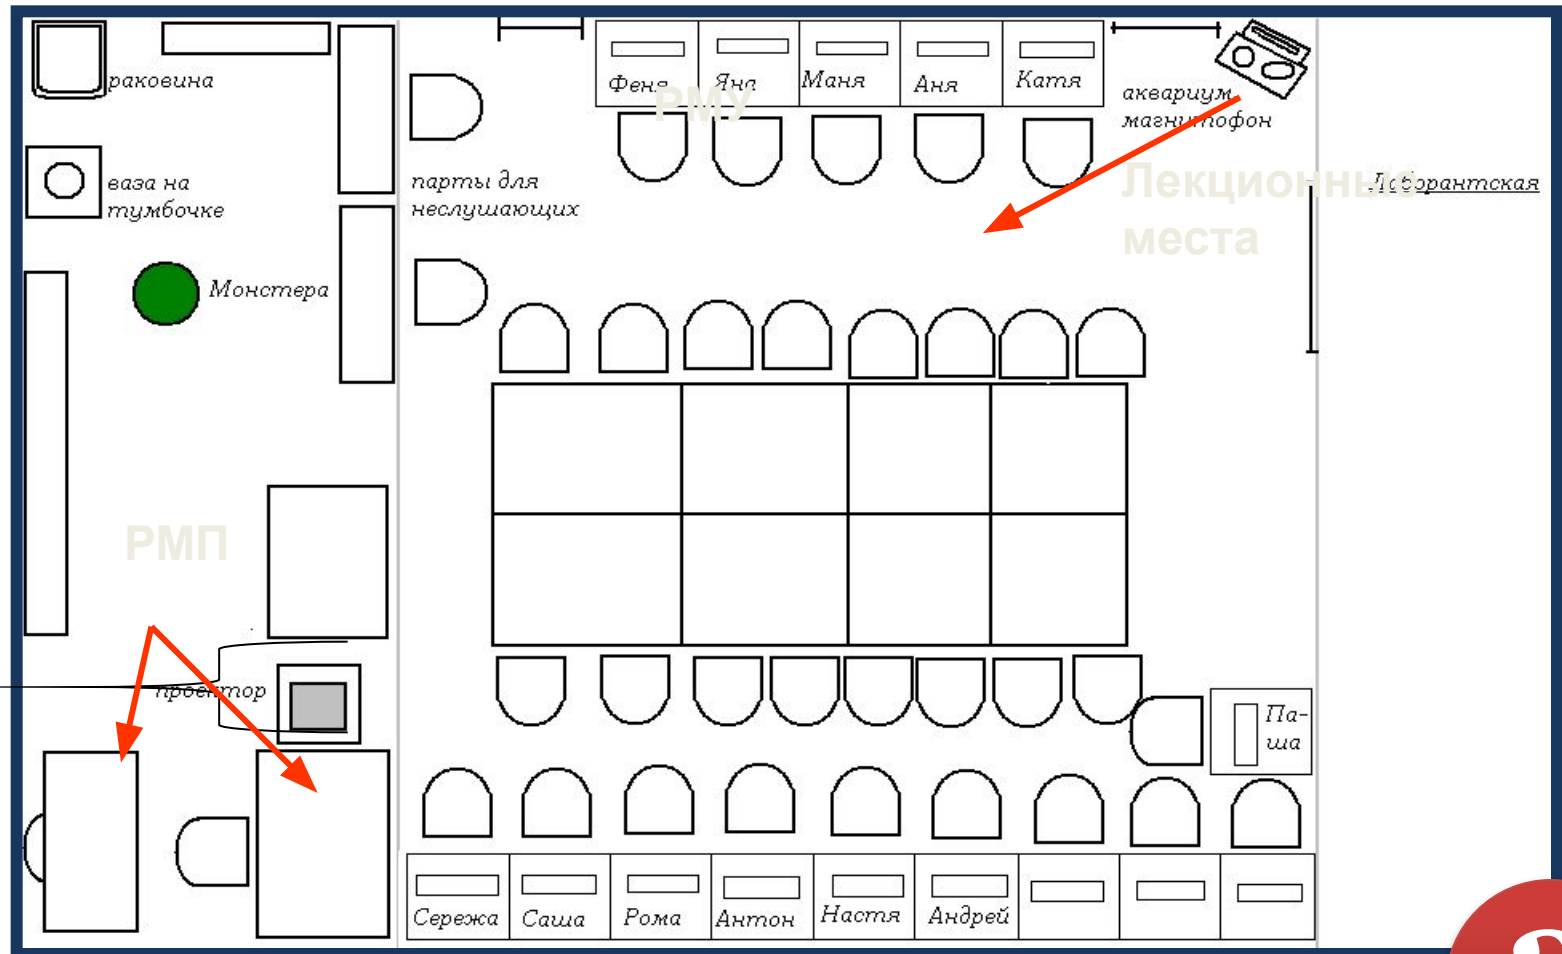 раковина
ваза на
тумбочке
Монстера
РМП
проектор
парты для
неслушающих
Феня
Яна
Маня
Аня
Катя
РМУ
аквариум
магнитофон
Лекционные
места
Лаборантская
Па-
ша
Сережа
Саша
Рома
Антон
Настя
Андрей